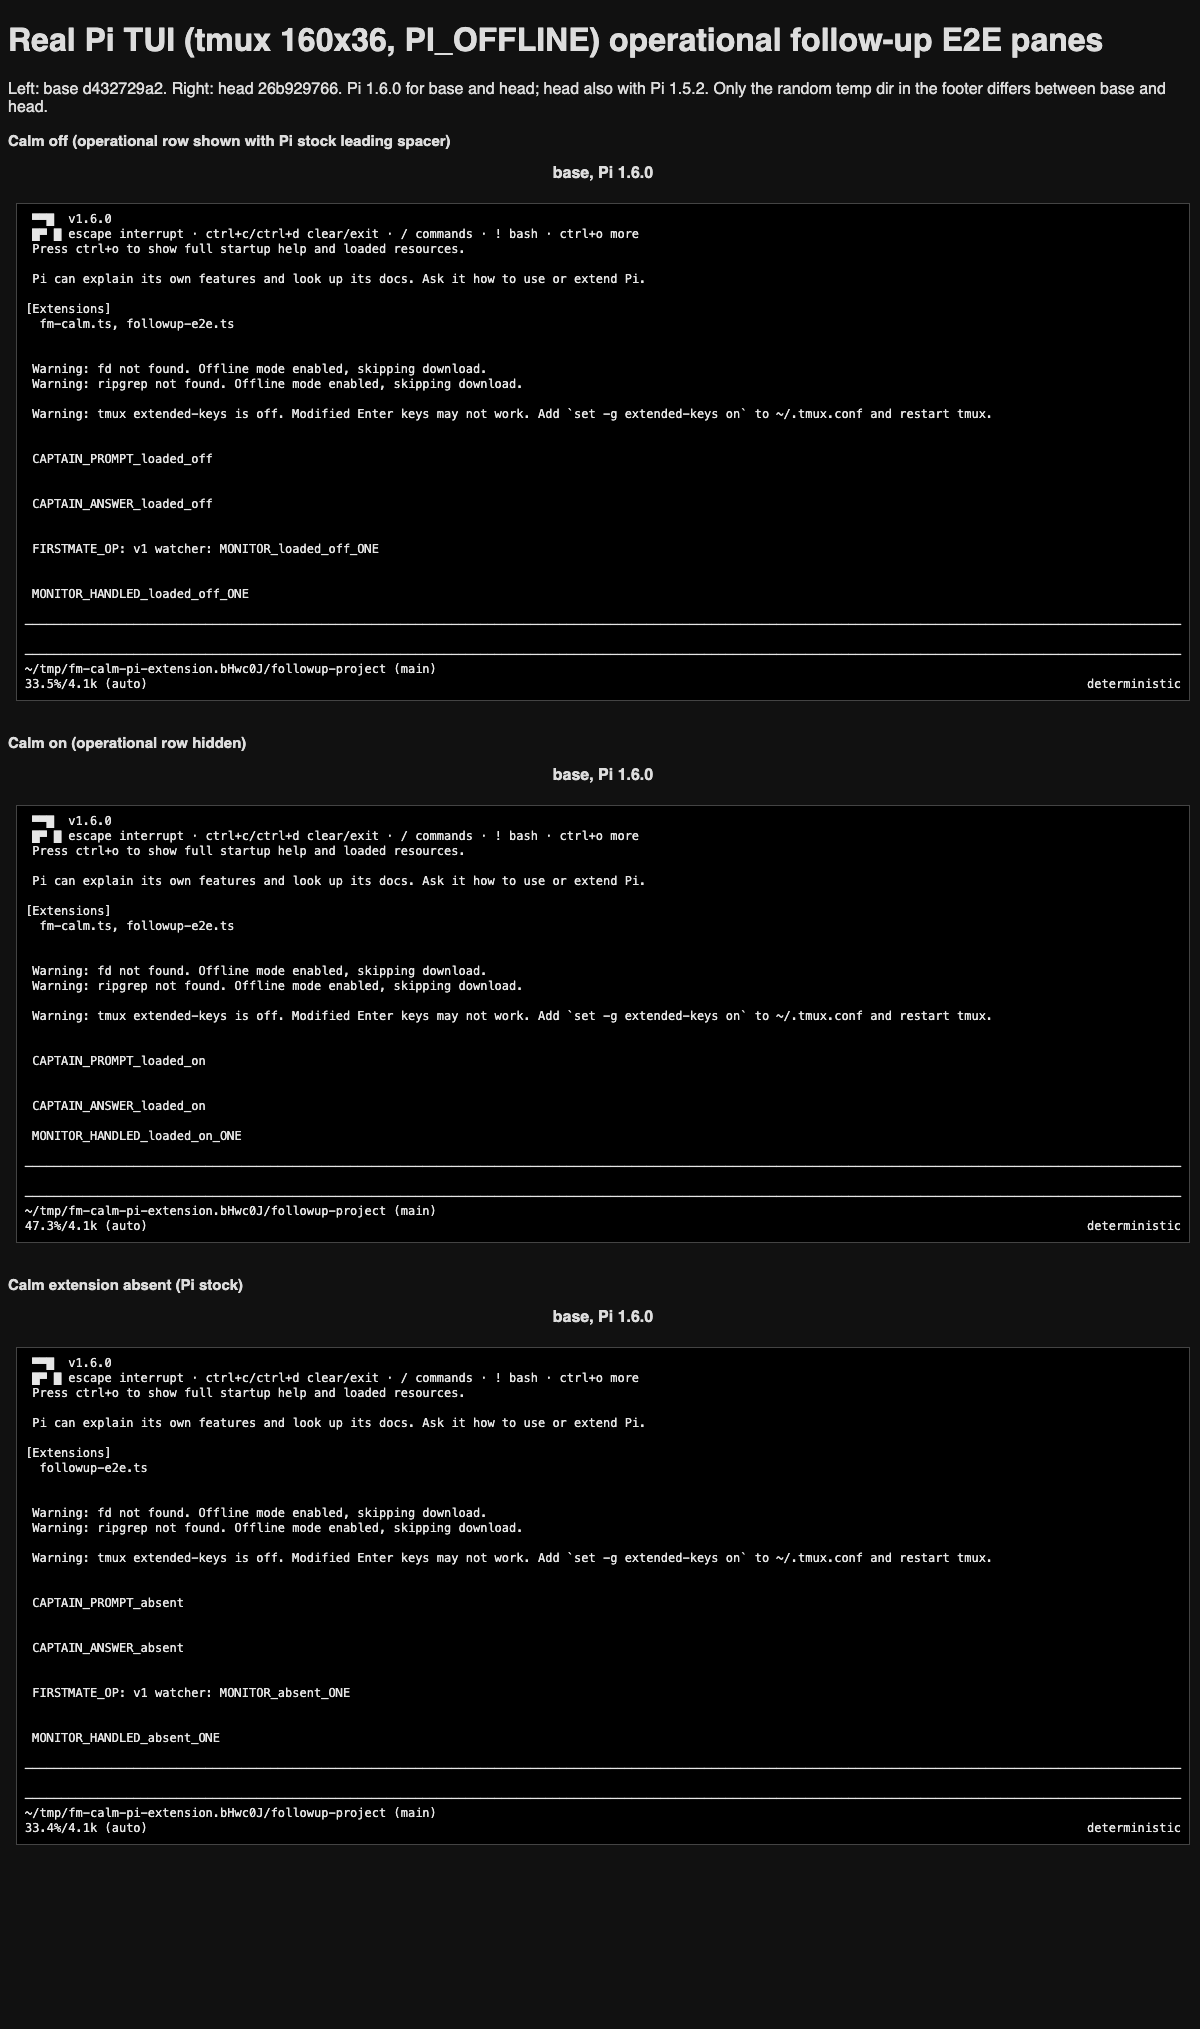 Real Pi TUI (tmux 160x36, PI_OFFLINE) operational follow-up E2E panes
Left: base d432729a2. Right: head 26b929766. Pi 1.6.0 for base and head; head also with Pi 1.5.2. Only the random temp dir in the footer differs between base and
head.
Calm off (operational row shown with Pi stock leading spacer)
base, Pi 1.6.0
v1.6.0
escape interrupt · ctrl+c/ctrl+d clear/exit · / commands · ! bash · ctrl+o more
Press ctrl+o to show full startup help and loaded resources.
Pi can explain its own features and look up its docs. Ask it how to use or extend Pi.
[Extensions]
fm-calm.ts, followup-e2e.ts
Warning: fd not found. Offline mode enabled, skipping download.
Warning: ripgrep not found. Offline mode enabled, skipping download.
Warning: tmux extended-keys is off. Modified Enter keys may not work. Add `set -g extended-keys on` to ~/.tmux.conf and restart tmux.
CAPTAIN_PROMPT_loaded_off
CAPTAIN_ANSWER_loaded_off
FIRSTMATE_OP: v1 watcher: MONITOR_loaded_off_ONE
MONITOR_HANDLED_loaded_off_ONE
~/tmp/fm-calm-pi-extension.bHwc0J/followup-project (main)
33.5%/4.1k (auto) deterministic
Calm on (operational row hidden)
base, Pi 1.6.0
v1.6.0
escape interrupt · ctrl+c/ctrl+d clear/exit · / commands · ! bash · ctrl+o more
Press ctrl+o to show full startup help and loaded resources.
Pi can explain its own features and look up its docs. Ask it how to use or extend Pi.
[Extensions]
fm-calm.ts, followup-e2e.ts
Warning: fd not found. Offline mode enabled, skipping download.
Warning: ripgrep not found. Offline mode enabled, skipping download.
Warning: tmux extended-keys is off. Modified Enter keys may not work. Add `set -g extended-keys on` to ~/.tmux.conf and restart tmux.
CAPTAIN_PROMPT_loaded_on
CAPTAIN_ANSWER_loaded_on
MONITOR_HANDLED_loaded_on_ONE
~/tmp/fm-calm-pi-extension.bHwc0J/followup-project (main)
47.3%/4.1k (auto) deterministic
Calm extension absent (Pi stock)
base, Pi 1.6.0
v1.6.0
escape interrupt · ctrl+c/ctrl+d clear/exit · / commands · ! bash · ctrl+o more
Press ctrl+o to show full startup help and loaded resources.
Pi can explain its own features and look up its docs. Ask it how to use or extend Pi.
[Extensions]
followup-e2e.ts
Warning: fd not found. Offline mode enabled, skipping download.
Warning: ripgrep not found. Offline mode enabled, skipping download.
Warning: tmux extended-keys is off. Modified Enter keys may not work. Add `set -g extended-keys on` to ~/.tmux.conf and restart tmux.
CAPTAIN_PROMPT_absent
CAPTAIN_ANSWER_absent
FIRSTMATE_OP: v1 watcher: MONITOR_absent_ONE
MONITOR_HANDLED_absent_ONE
~/tmp/fm-calm-pi-extension.bHwc0J/followup-project (main)
33.4%/4.1k (auto) deterministic